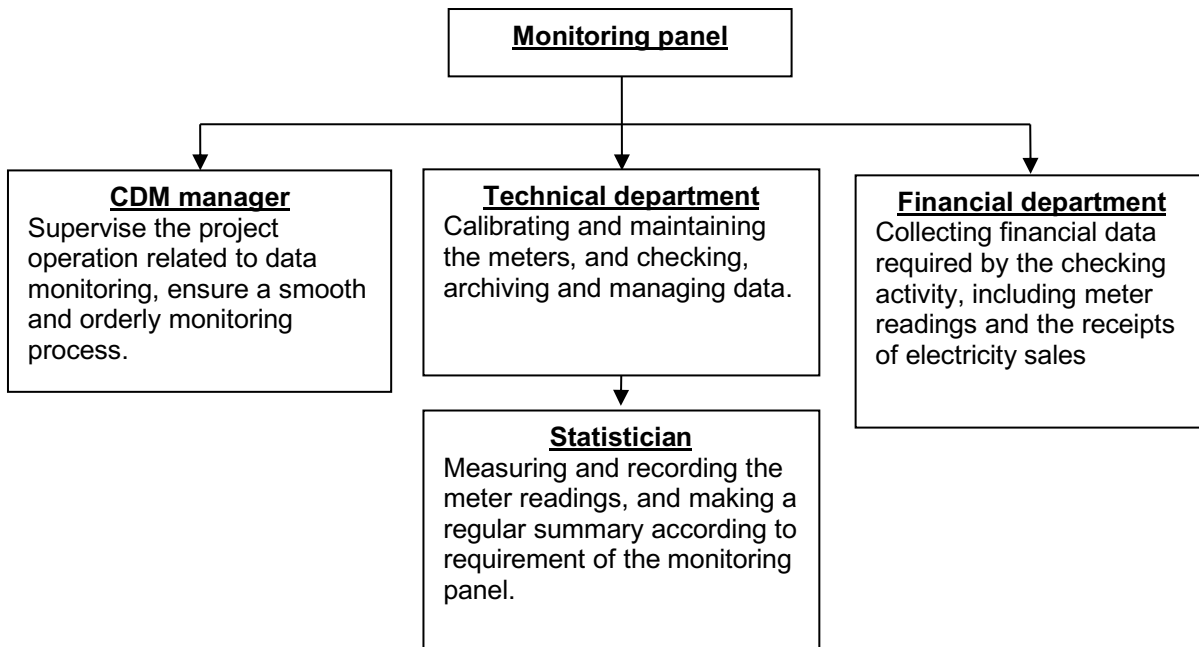 Monitoring panel
CDM manager
Supervise the project
operation related to data
monitoring, ensure a smooth
and orderly monitoring
process.
Technical department
Calibrating and maintaining
the meters, and checking,
archiving and managing data.
Financial department
Collecting financial data
required by the checking
activity, including meter
readings and the receipts
of electricity sales
Statistician
Measuring and recording the
meter readings, and making a
regular summary according to
requirement of the monitoring
panel.